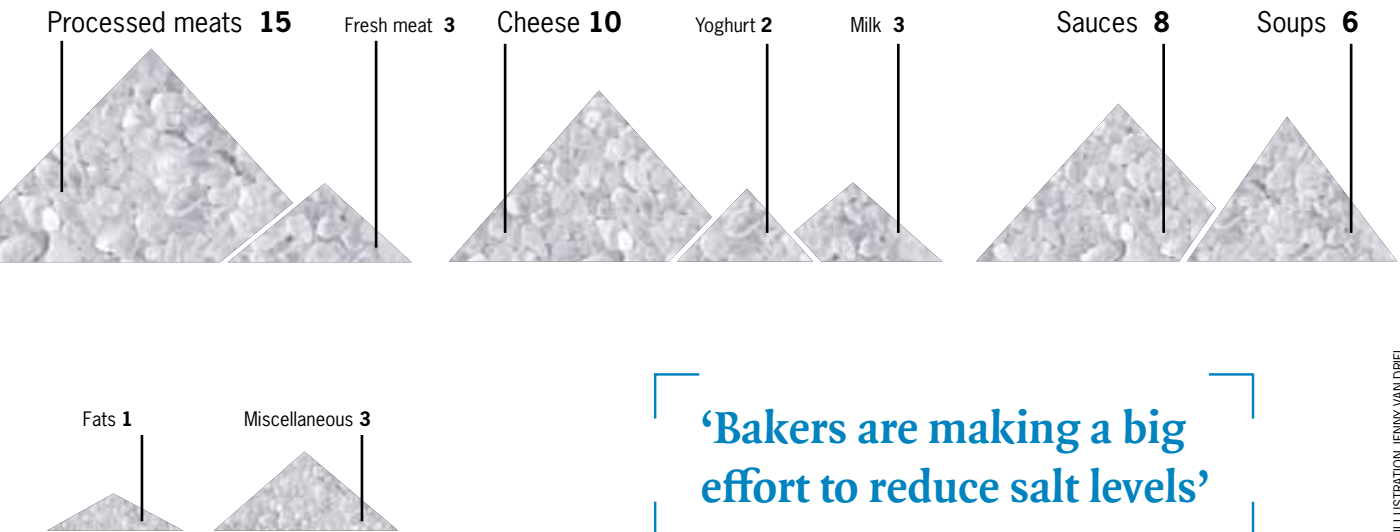 Processed meats 15
Fresh meat 3
Cheese 10
Yoghurt 2
Milk 3
Sauces 8
Soups 6
Fats 1
Miscellaneous 3
‘Bakers are making a big
effort to reduce salt levels’
ILLUSTRATION JENNY VAN DRIEL